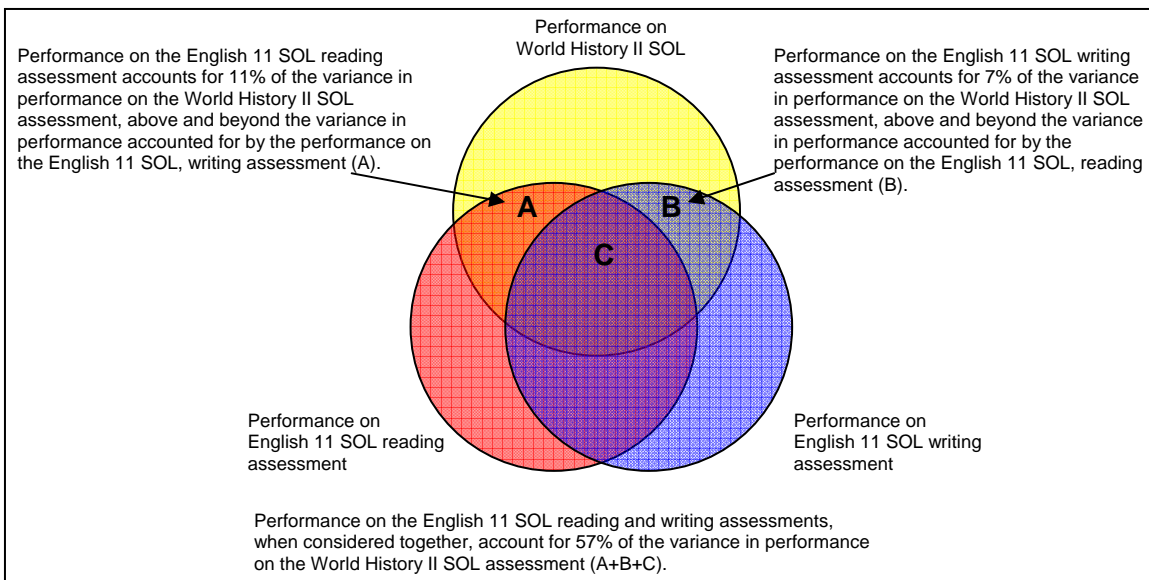 Performance on
World History II SOL
Performance on the English 11 SOL reading
assessment accounts for 11% of the variance in
performance on the World History II SOL
assessment, above and beyond the variance in
performance accounted for by the performance on
the English 11 SOL, writing assessment (A).
Performance on the English 11 SOL writing
assessment accounts for 7% of the variance
in performance on the World History II SOL
assessment, above and beyond the variance
in performance accounted for by the
performance on the English 11 SOL, reading
assessment (B).
A
B
C
Performance on
English 11 SOL reading
assessment
Performance on
English 11 SOL writing
assessment
Performance on the English 11 SOL reading and writing assessments,
when considered together, account for 57% of the variance in performance
on the World History II SOL assessment (A+B+C).